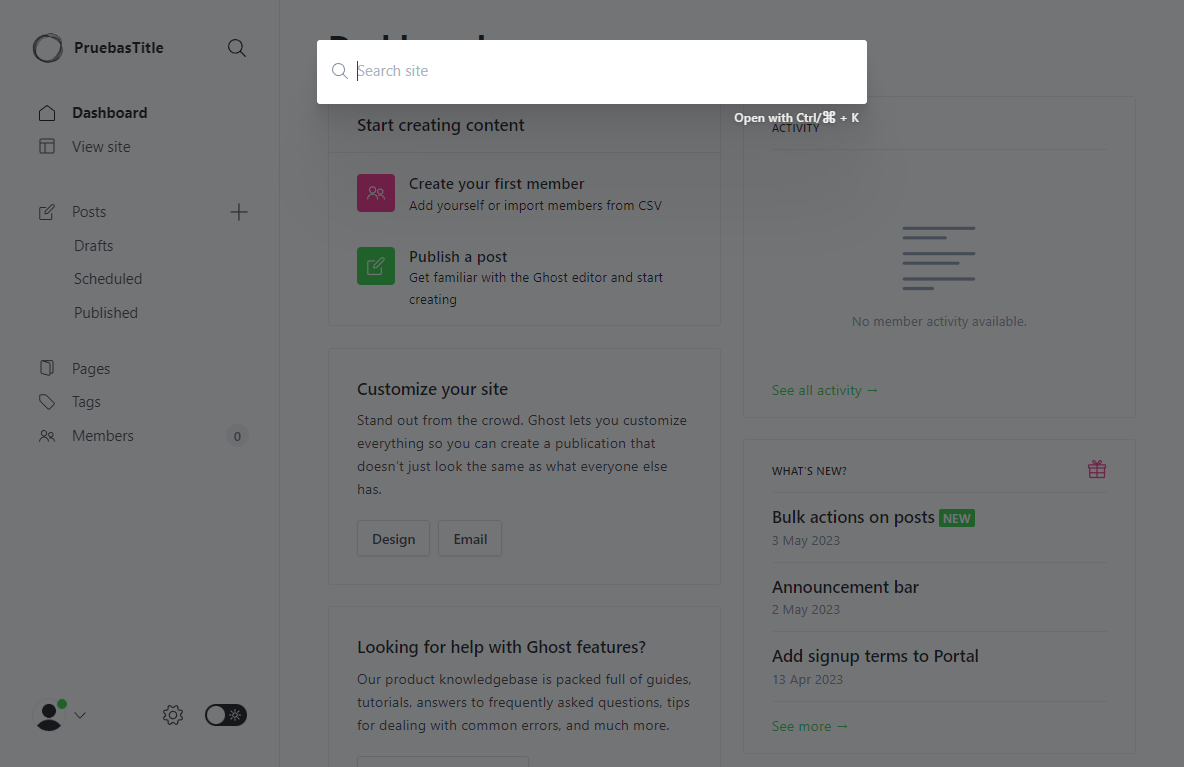 PruebasTitle
Dashboard
View site
Posts
Drafts
Scheduled
Published
Pages
Tags
Members
0
Dashboard
Search site
Open with Ctrl/⌘ + K
Start creating content
Create your first member
Add yourself or import members from CSV
Publish a post
Get familiar with the Ghost editor and start
creating
Customize your site
Stand out from the crowd. Ghost lets you customize
everything so you can create a publication that
doesn't just look the same as what everyone else
has.
Design
Email
Looking for help with Ghost features?
Our product knowledgebase is packed full of guides,
tutorials, answers to frequently asked questions, tips
for dealing with common errors, and much more.
ACTIVITY
No member activity available.
See all activity →
WHAT'S NEW?
Bulk actions on posts NEW
3 May 2023
Announcement bar
2 May 2023
Add signup terms to Portal
13 Apr 2023
See more →